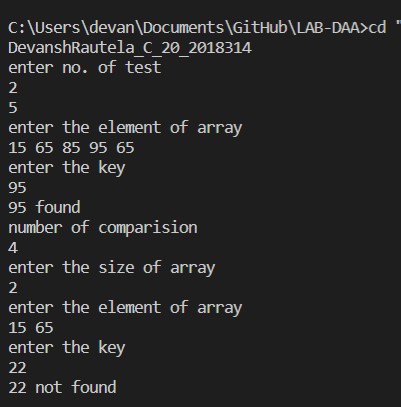 C:\Users\devan\Documents\GitHub\LAB-DAA>cd "
DevanshRautela_C_20_2018314
enter no. of test
2
5
enter the element of array
15 65 85 95 65
enter the key
95
95 found
number of comparision
4
enter the size of array
2
enter the element of array
15 65
enter the key
22
22 not found